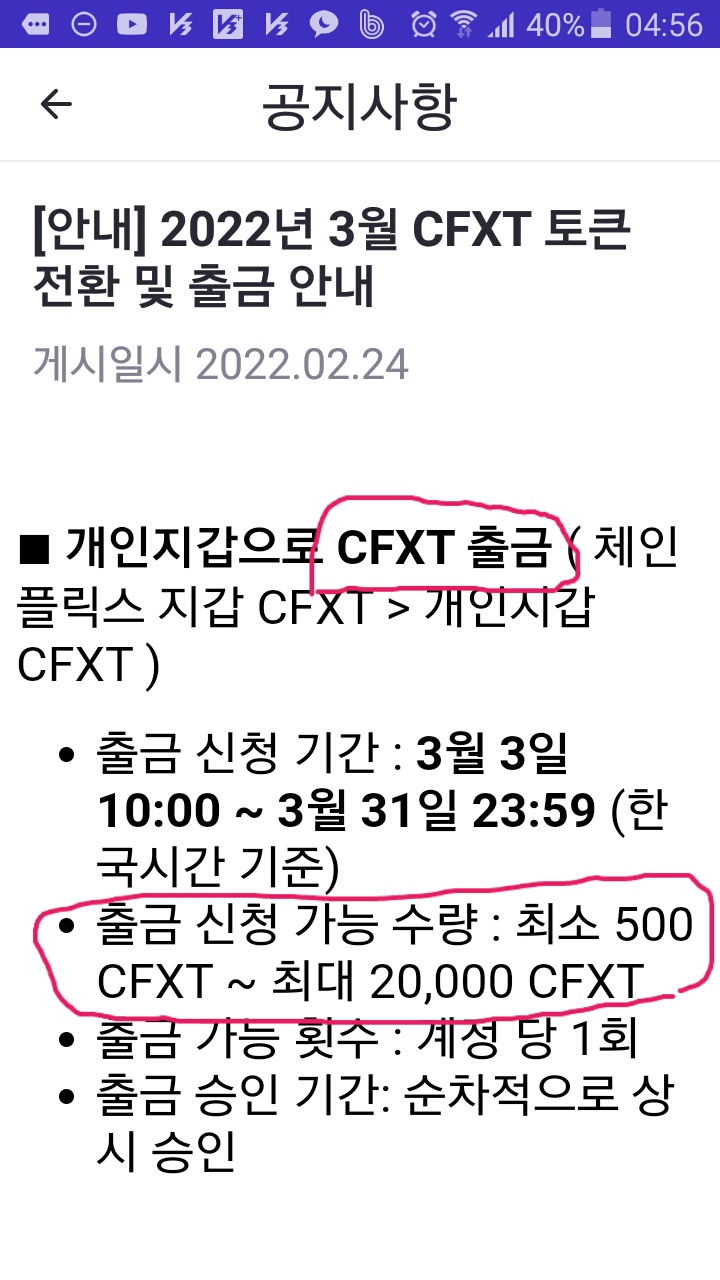 40% 04:56
공지사항
[안내] 2022년 3월 CFXT 토큰
전환 및 출금 안내
게시일시 2022.02.24
■ 개인지갑으로 CFXT 출금 ( 체인
플릭스 지갑 CFXT > 개인지갑
CFXT )
• 출금 신청 기간 : 3월 3일
10:00 ~ 3월 31일 23:59 (한
국시간 기준)
• 출금 신청 가능 수량 : 최소 500
CFXT ~ 최대 20,000 CFXT
• 출금 가능 횟수 : 계정 당 1회
• 출금 승인 기간: 순차적으로 상
시 승인